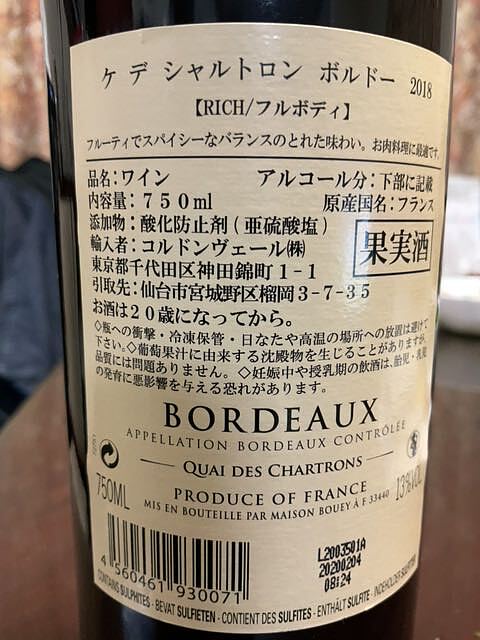 ケ デ シャルトロン ボルドー 2018
【RICH/フルボディ】
フルーティでスパイシーなバランスのとれた味わい。お肉料理に最適です。
品名：ワイン アルコール分：下部に記載
内容量：750ml 原産国名：フランス
添加物：酸化防止剤(亜硫酸塩)
輸入者：コルドンヴェール㈱
果実酒
東京都千代田区神田錦町1-1
引取先：仙台市宮城野区榴岡3-7-35
お酒は20歳になってから。
◇瓶への衝撃・冷凍保管・日なたや高温の場所への放置は避けて
下さい。◇葡萄果汁に由来する沈殿物を生じることがありますが、
品質には問題ありません。◇妊娠中や授乳期の飲酒は、胎児・乳児
の発育に悪影響を与える恐れがあります。
BORDEAUX
APPELLATION BORDEAUX CONTRÔLÉE
QUAI DES CHARTRONS
750ML
PRODUCE OF FRANCE
13%VOL
MIS EN BOUTEILLE PAR MAISON BOUEY À F 33440
4 560461 930071
L2003501A
20200204
08:24
CONTAINS SULPHITES - BEVAT SULFIETEN - CONTIENT DES SULFITES - ENTHÄLT SULFITE - INDEHOLDER